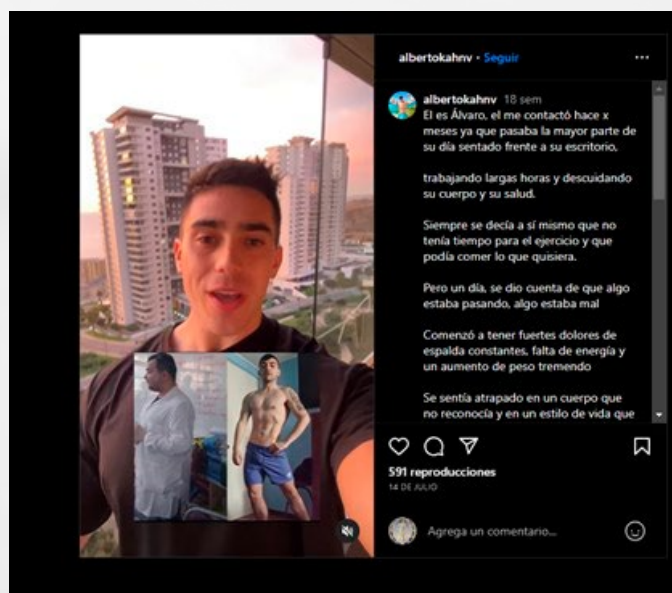 albertokahnv • Seguir
albertokahnv 18 sem
El es Álvaro, el me contactó hace x
meses ya que pasaba la mayor parte de
su día sentado frente a su escritorio,
trabajando largas horas y descuidando
su cuerpo y su salud.
Siempre se decía a sí mismo que no
tenía tiempo para el ejercicio y que
podía comer lo que quisiera.
Pero un día, se dio cuenta de que algo
estaba pasando, algo estaba mal
Comenzó a tener fuertes dolores de
espalda constantes, falta de energía y
un aumento de peso tremendo
Se sentía atrapado en un cuerpo que
no reconocía y en un estilo de vida que
591 reproducciones
14 DE JULIO
Agrega un comentario...